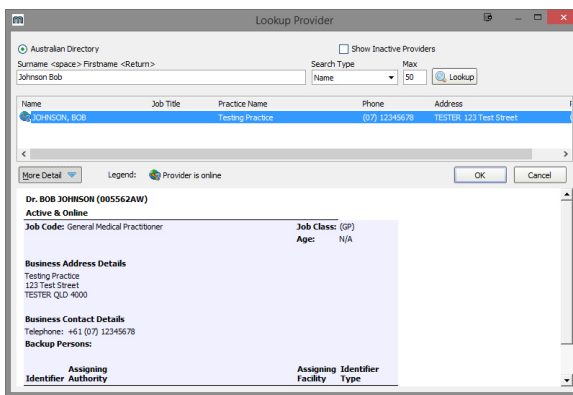 Lookup Provider
Australian Directory
Show Inactive Providers
Surname <space> Firstname <Return>
Search Type
Max
Johnson Bob
Name
50
Lookup
Name Job Title Practice Name Phone Address
JOHNSON, BOB Testing Practice (07) 12345678 TESTER 123 Test Street
More Detail
Legend:
Provider is online
OK
Cancel
Dr. BOB JOHNSON (005562AW)
Active & Online
Job Code: General Medical Practitioner
Job Class: (GP)
Age: N/A
Business Address Details
Testing Practice
123 Test Street
TESTER QLD 4000
Business Contact Details
Telephone: +61 (07) 12345678
Backup Persons:
Identifier
Assigning
Authority
Assigning
Facility
Identifier
Type